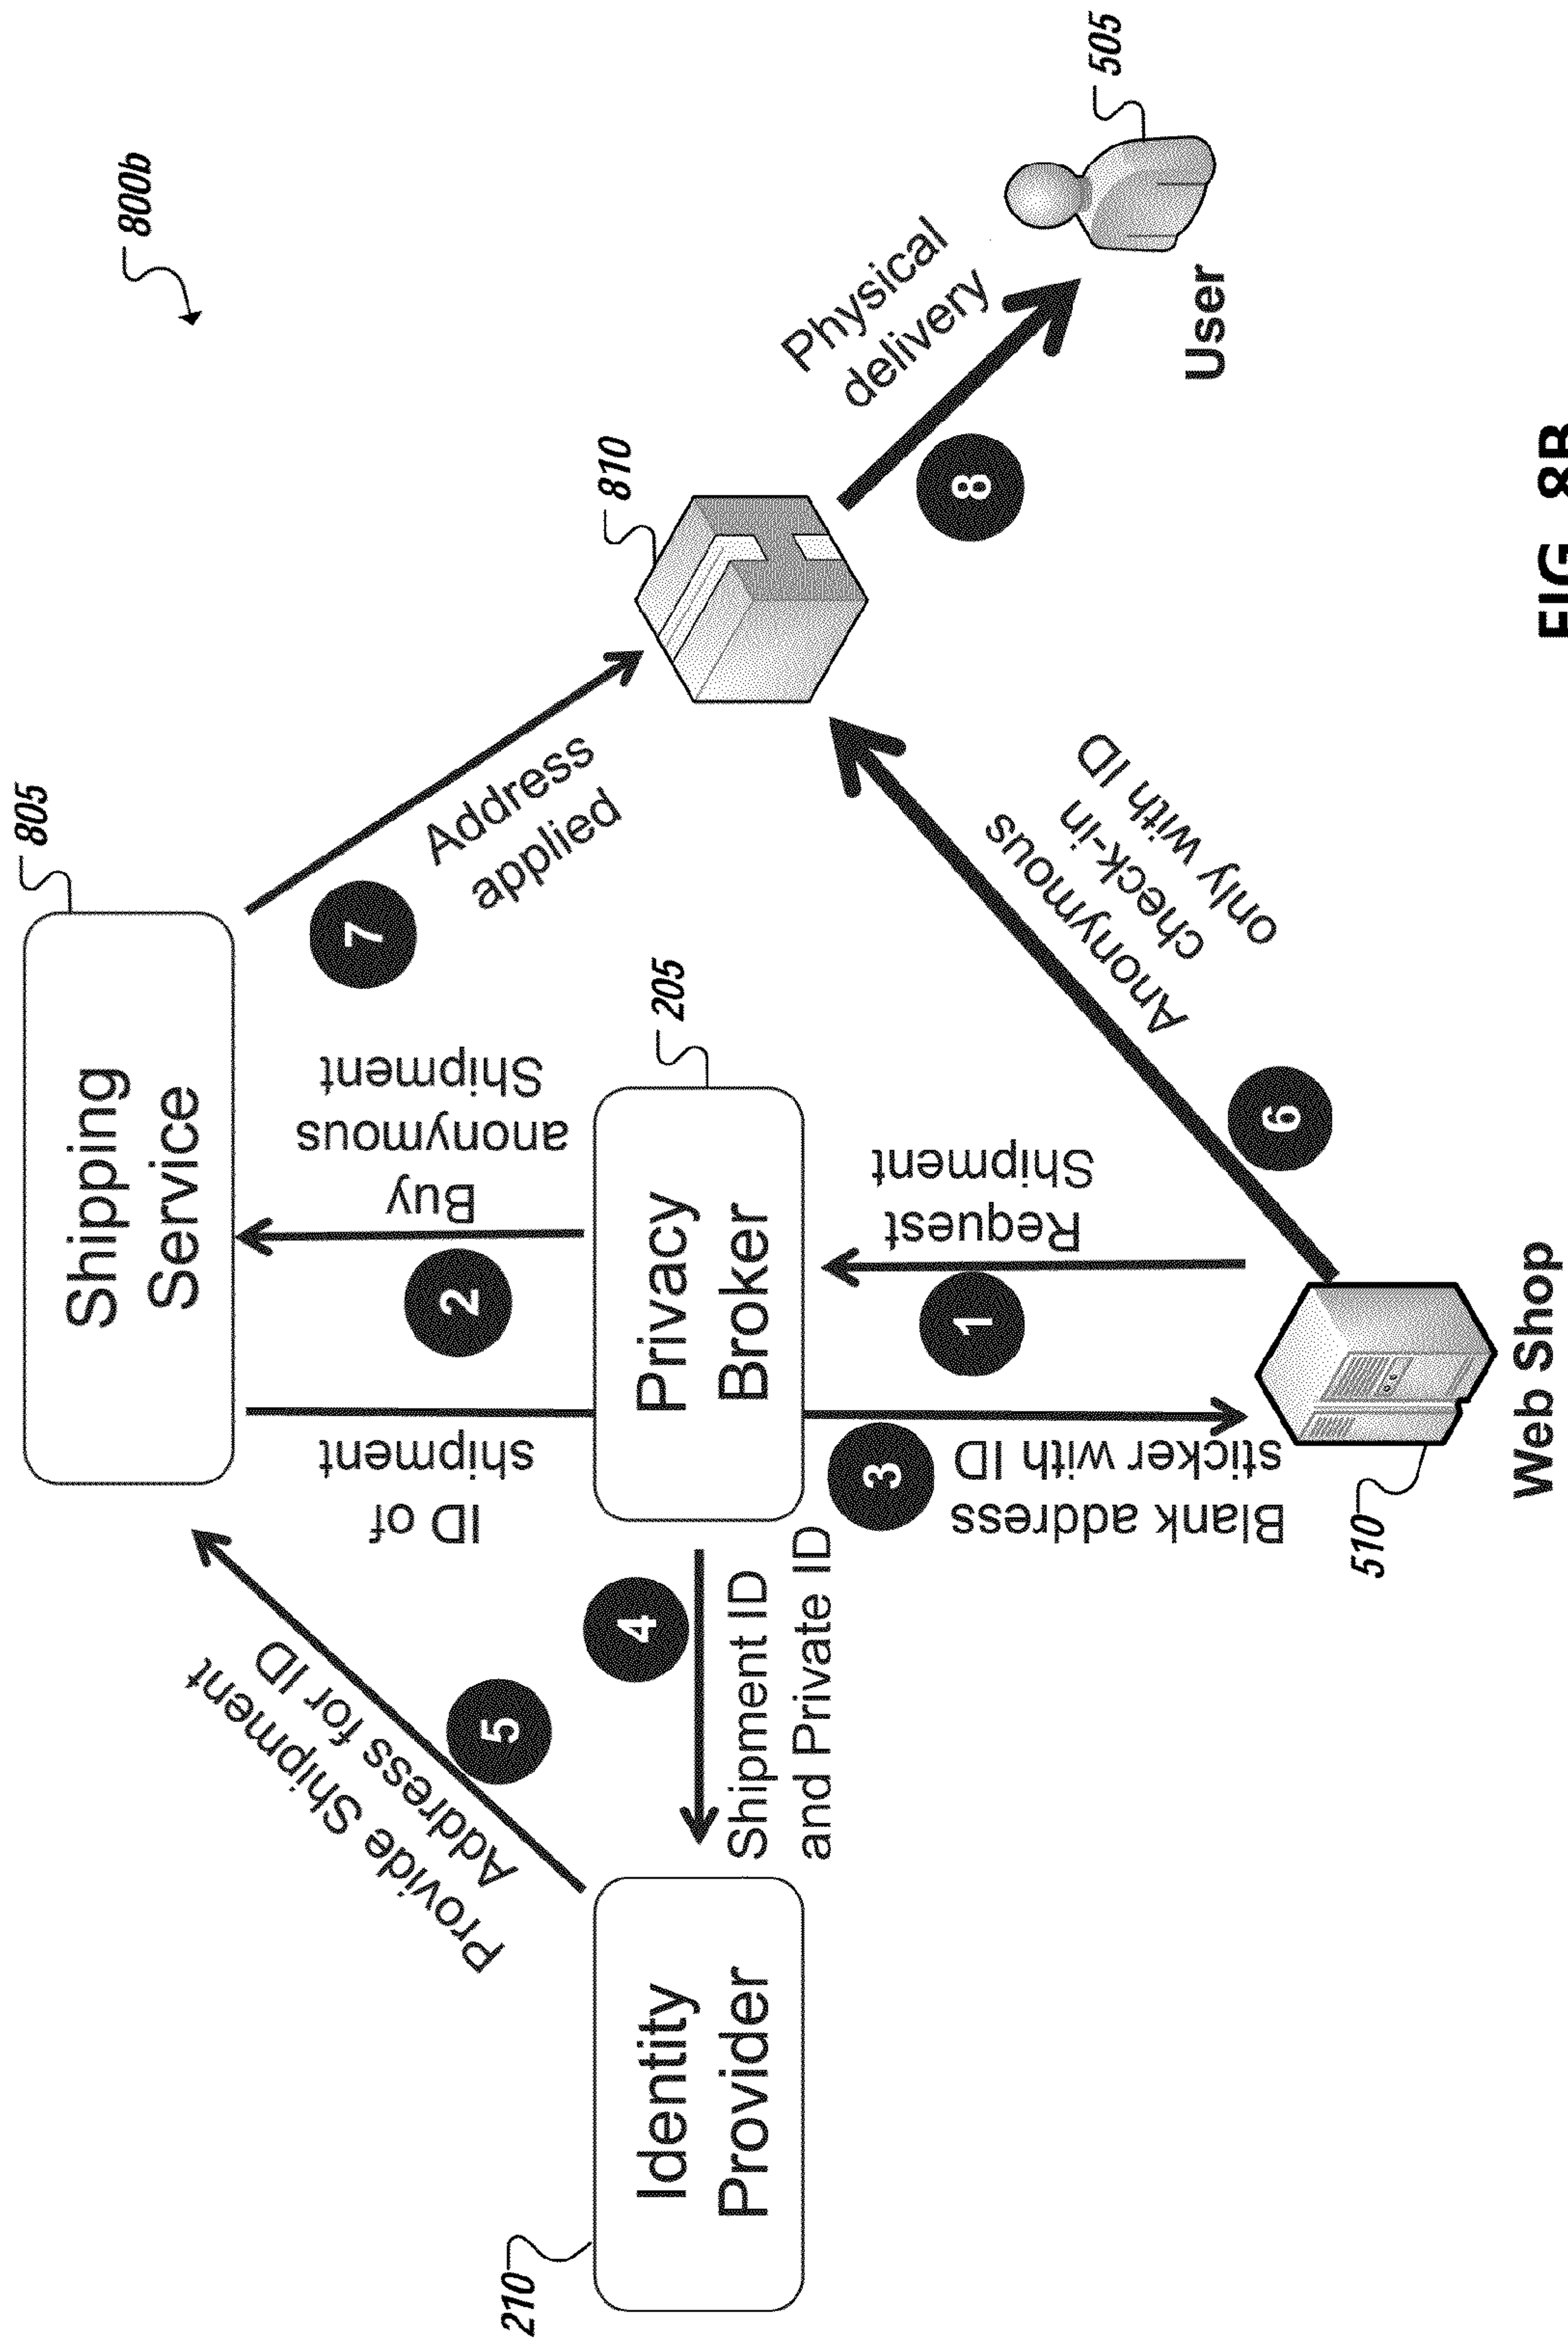 800b
805
Shipping
Service
Provide Shipment
Address for ID
5
ID of
shipment
2
Buy
anonymous
Shipment
7
Address
applied
210
Identity
Provider
4
Shipment ID
and Private ID
205
Privacy
Broker
810
3
Blank address
sticker with ID
1
Request
Shipment
6
Anonymous
check-in
only with ID
8
Physical
delivery
505
User
510
Web Shop
FIG. 8B